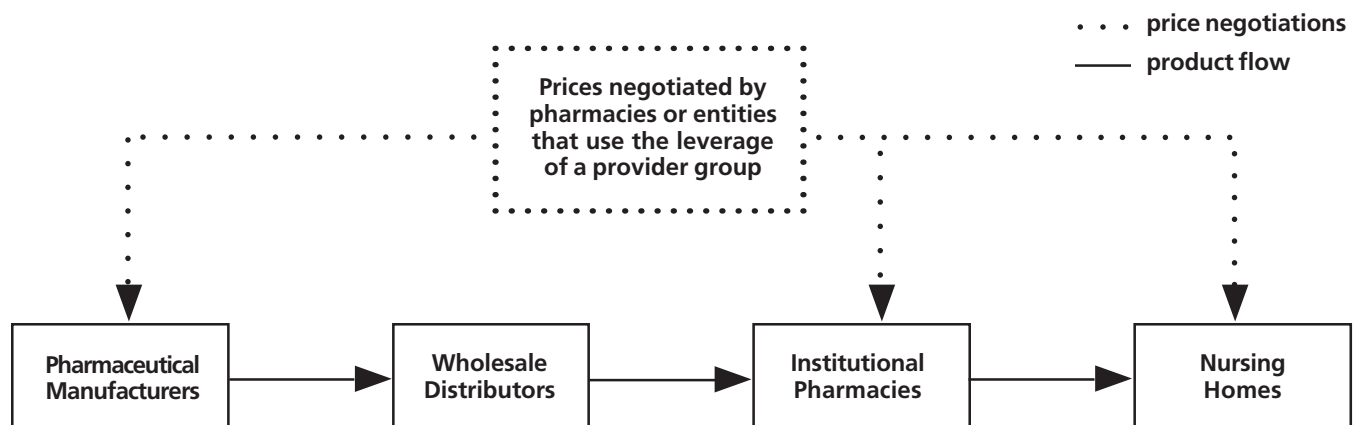 price negotiations
product flow
Prices negotiated by
pharmacies or entities
that use the leverage
of a provider group
Pharmaceutical
Manufacturers
Wholesale
Distributors
Institutional
Pharmacies
Nursing
Homes